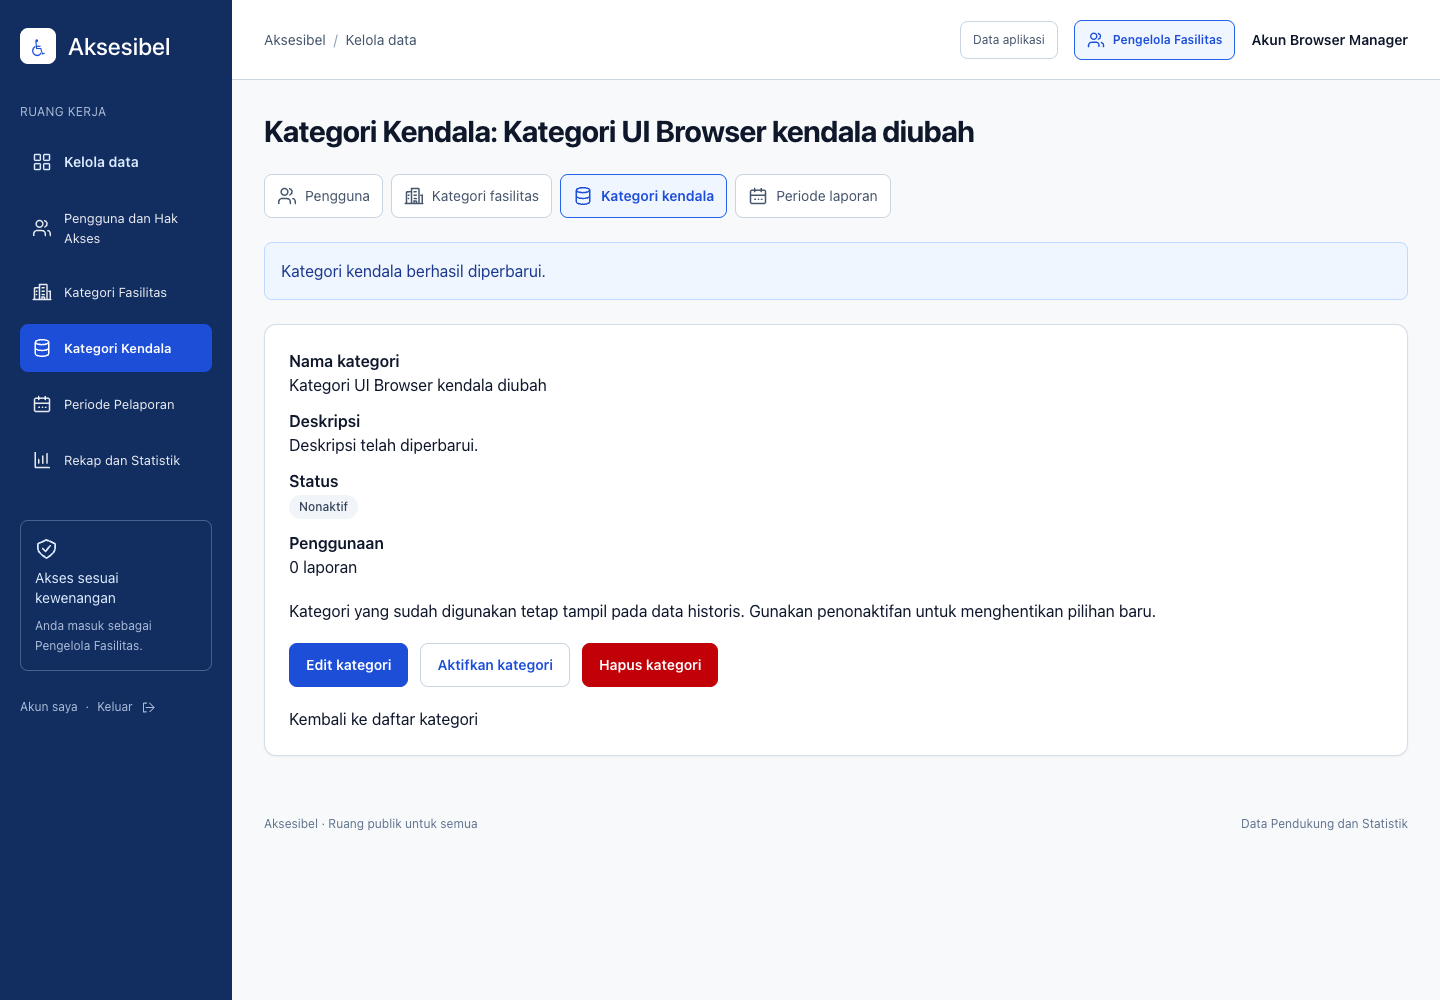 Aksesibel
RUANG KERJA
Kelola data
Pengguna dan Hak
Akses
Kategori Fasilitas
Kategori Kendala
Periode Pelaporan
Rekap dan Statistik
Akses sesuai
kewenangan
Anda masuk sebagai
Pengelola Fasilitas.
Akun saya · Keluar
Aksesibel / Kelola data
Data aplikasi
Pengelola Fasilitas
Akun Browser Manager
Kategori Kendala: Kategori UI Browser kendala diubah
Pengguna
Kategori fasilitas
Kategori kendala
Periode laporan
Kategori kendala berhasil diperbarui.
Nama kategori
Kategori UI Browser kendala diubah
Deskripsi
Deskripsi telah diperbarui.
Status
Nonaktif
Penggunaan
0 laporan
Kategori yang sudah digunakan tetap tampil pada data historis. Gunakan penonaktifan untuk menghentikan pilihan baru.
Edit kategori
Aktifkan kategori
Hapus kategori
Kembali ke daftar kategori
Aksesibel · Ruang publik untuk semua
Data Pendukung dan Statistik